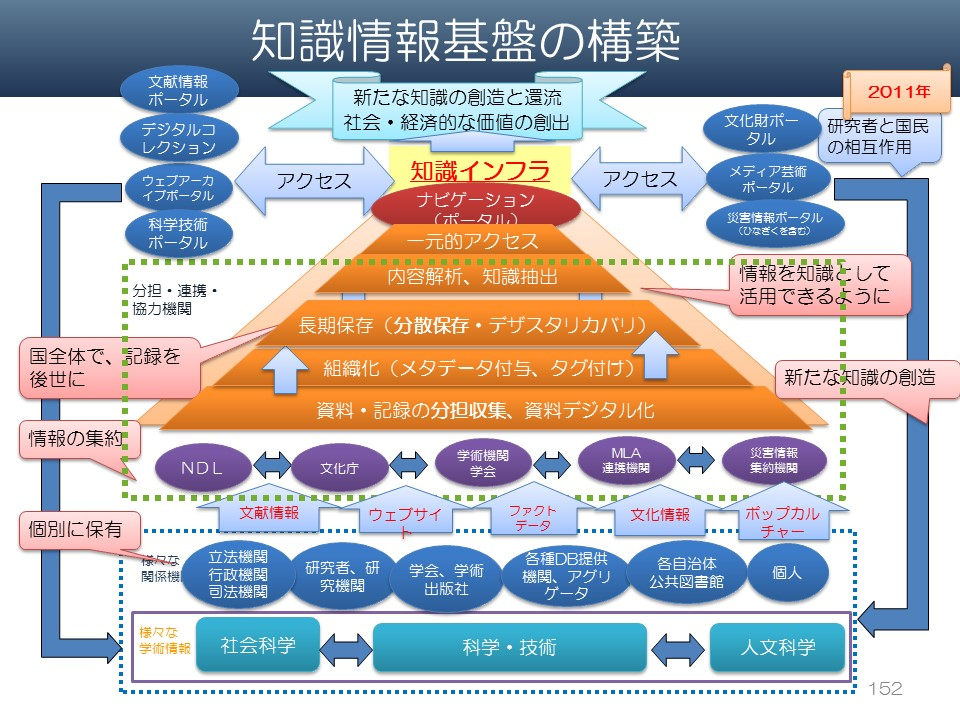 知識情報基盤の構築
2011年
文献情報
ポータル
デジタルコ
レクション
ウェブアーカ
イブポータル
科学技術
ポータル
新たな知識の創造と還流
社会・経済的な価値の創出
文化財ポー
タル
メディア芸術
ポータル
災害情報ポータル
（ひなぎくを含む）
研究者と国民
の相互作用
アクセス
知識インフラ
アクセス
ナビゲーション
（ポータル）
一元的アクセス
内容解析、知識抽出
長期保存（分散保存・デザスタリカバリ）
組織化（メタデータ付与、タグ付け）
資料・記録の分担収集、資料デジタル化
分担・連携・
協力機関
情報を知識として
活用できるように
国全体で、記録を
後世に
新たな知識の創造
情報の集約
ＮＤＬ
文化庁
学術機関
学会
MLA
連携機関
災害情報
集約機関
個別に保有
文献情報
ウェブサイ
ト
ファクト
データ
文化情報
ポップカル
チャー
様々な
関係機
立法機関
行政機関
司法機関
研究者、研
究機関
学会、学術
出版社
各種DB提供
機関、アグリ
ゲータ
各自治体
公共図書館
個人
様々な
学術情報
社会科学
科学・技術
人文科学
152